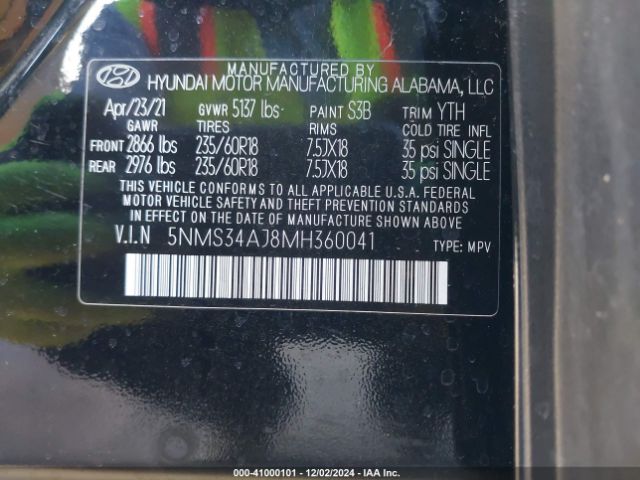 MANUFACTURED BY
HYUNDAI MOTOR MANUFACTURING ALABAMA, LLC
Apr/23/21 GVWR 5137 lbs PAINT S3B TRIM YTH
GAWR TIRES RIMS COLD TIRE INFL
FRONT 2866 lbs 235/60R18 7.5JX18 35 psi SINGLE
REAR 2976 lbs 235/60R18 7.5JX18 35 psi SINGLE
THIS VEHICLE CONFORMS TO ALL APPLICABLE U.S.A. FEDERAL
MOTOR VEHICLE SAFETY AND THEFT PREVENTION STANDARDS
IN EFFECT ON THE DATE OF MANUFACTURE SHOWN ABOVE.
V.I.N 5NMS34AJ8MH360041 TYPE: MPV
000-41000101 - 12/02/2024 - IAA Inc.